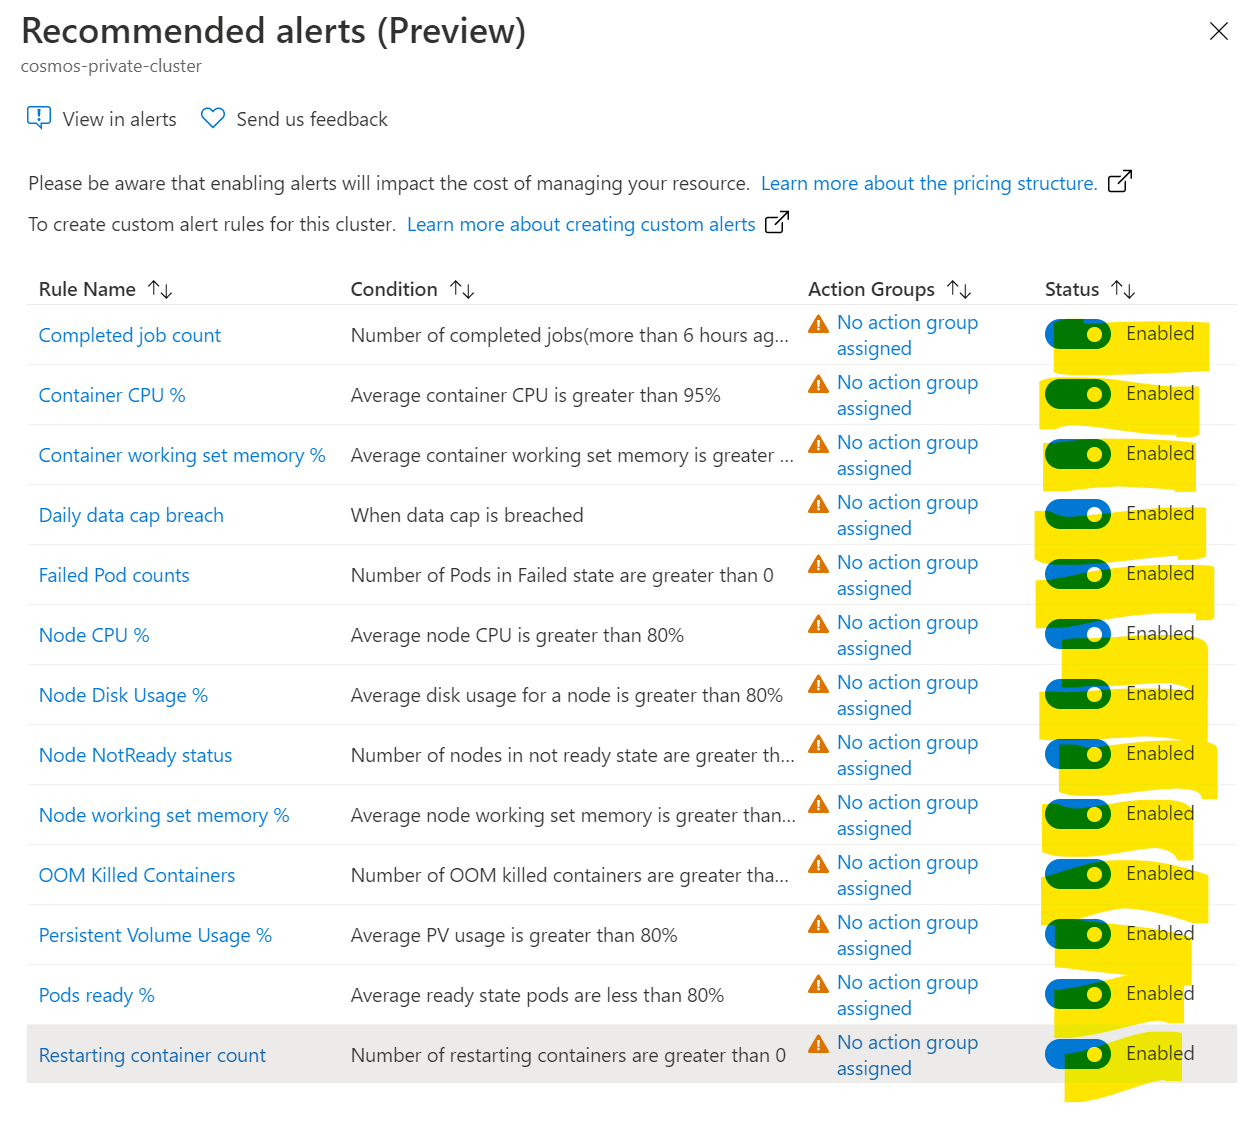 Recommended alerts (Preview)
cosmos-private-cluster
View in alerts Send us feedback
Please be aware that enabling alerts will impact the cost of managing your resource. Learn more about the pricing structure.
To create custom alert rules for this cluster. Learn more about creating custom alerts
Rule Name Condition Action Groups Status
Completed job count Number of completed jobs(more than 6 hours ag... No action group assigned Enabled
Container CPU % Average container CPU is greater than 95% No action group assigned Enabled
Container working set memory % Average container working set memory is greater ... No action group assigned Enabled
Daily data cap breach When data cap is breached No action group assigned Enabled
Failed Pod counts Number of Pods in Failed state are greater than 0 No action group assigned Enabled
Node CPU % Average node CPU is greater than 80% No action group assigned Enabled
Node Disk Usage % Average disk usage for a node is greater than 80% No action group assigned Enabled
Node NotReady status Number of nodes in not ready state are greater th... No action group assigned Enabled
Node working set memory % Average node working set memory is greater than... No action group assigned Enabled
OOM Killed Containers Number of OOM killed containers are greater tha... No action group assigned Enabled
Persistent Volume Usage % Average PV usage is greater than 80% No action group assigned Enabled
Pods ready % Average ready state pods are less than 80% No action group assigned Enabled
Restarting container count Number of restarting containers are greater than 0 No action group assigned Enabled